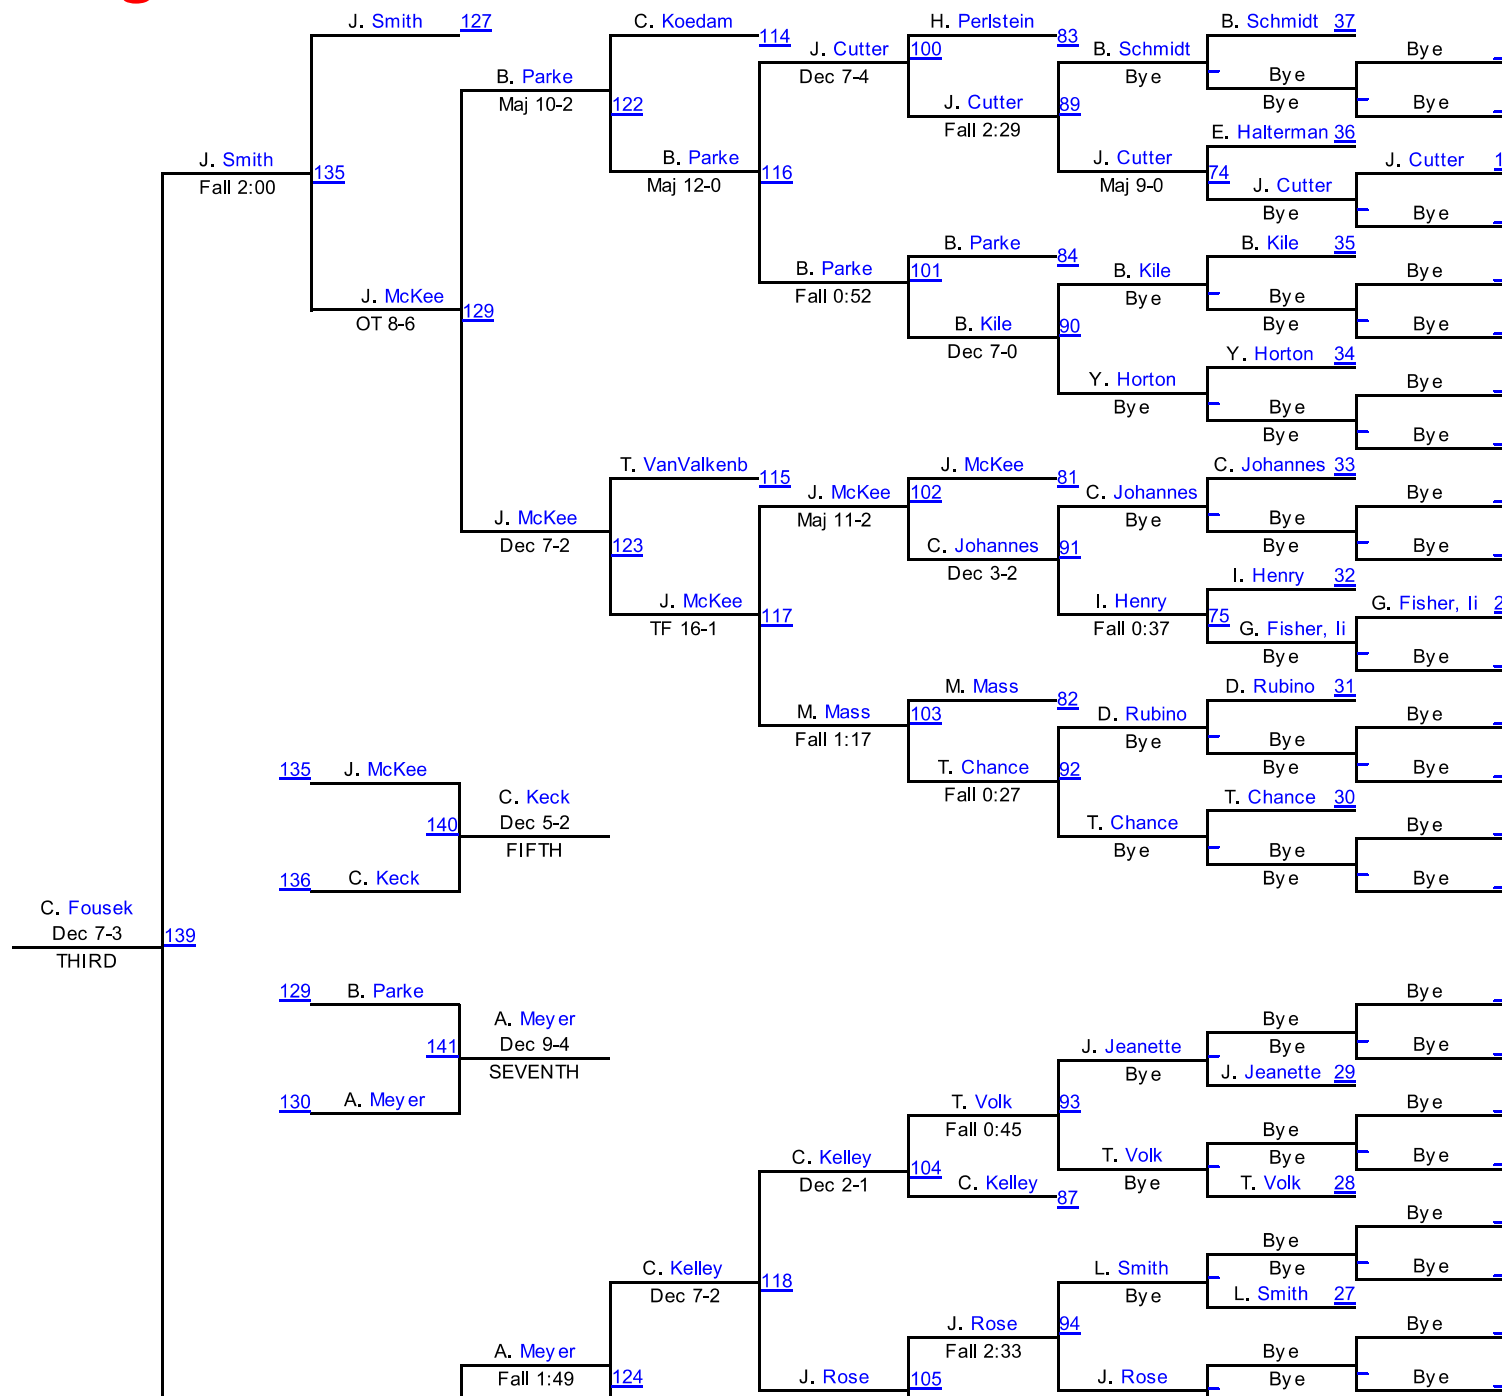 J. Smith 127
C. Koedam 114
H. Perlstein 83
B. Schmidt 37
J. Cutter 100
Dec 7-4
B. Schmidt
Bye
Bye
Bye
Bye
Bye
B. Parke
Maj 10-2
122
J. Cutter 89
Fall 2:29
E. Halterman 36
J. Smith
Fall 2:00
135
B. Parke 116
Maj 12-0
J. Cutter
Maj 9-0
74
J. Cutter
Bye
J. Cutter 1
Bye
B. Parke 84
B. Kile 35
B. Parke 101
Fall 0:52
B. Kile
Bye
Bye
Bye
Bye
Bye
J. McKee
OT 8-6
129
B. Kile 90
Dec 7-0
Y. Horton 34
Y. Horton
Bye
Bye
Bye
Bye
Bye
T. VanValkenb 115
J. McKee 81
C. Johannes 33
J. McKee 102
Maj 11-2
C. Johannes
Bye
Bye
Bye
Bye
Bye
J. McKee
Dec 7-2
123
C. Johannes 91
Dec 3-2
I. Henry 32
J. McKee
TF 16-1
117
I. Henry
Fall 0:37
75
G. Fisher, Ii
Bye
G. Fisher, Ii 2
Bye
M. Mass 82
D. Rubino 31
M. Mass 103
Fall 1:17
D. Rubino
Bye
Bye
Bye
Bye
Bye
135 J. McKee
C. Keck
Dec 5-2
FIFTH
140
136 C. Keck
T. Chance 92
Fall 0:27
T. Chance 30
T. Chance
Bye
Bye
Bye
Bye
Bye
C. Fousek
Dec 7-3
THIRD
139
129 B. Parke
A. Meyer
Dec 9-4
SEVENTH
141
130 A. Meyer
J. Jeanette
Bye
Bye
Bye
Bye
Bye
J. Jeanette 29
T. Volk 93
Fall 0:45
C. Kelley
Dec 2-1
104
C. Kelley 87
T. Volk
Bye
Bye
Bye
Bye
Bye
T. Volk 28
C. Kelley
Dec 7-2
118
L. Smith
Bye
Bye
Bye
Bye
Bye
L. Smith 27
J. Rose 94
Fall 2:33
A. Meyer
Fall 1:49
124
J. Rose 105
J. Rose
Bye
Bye
Bye
Bye